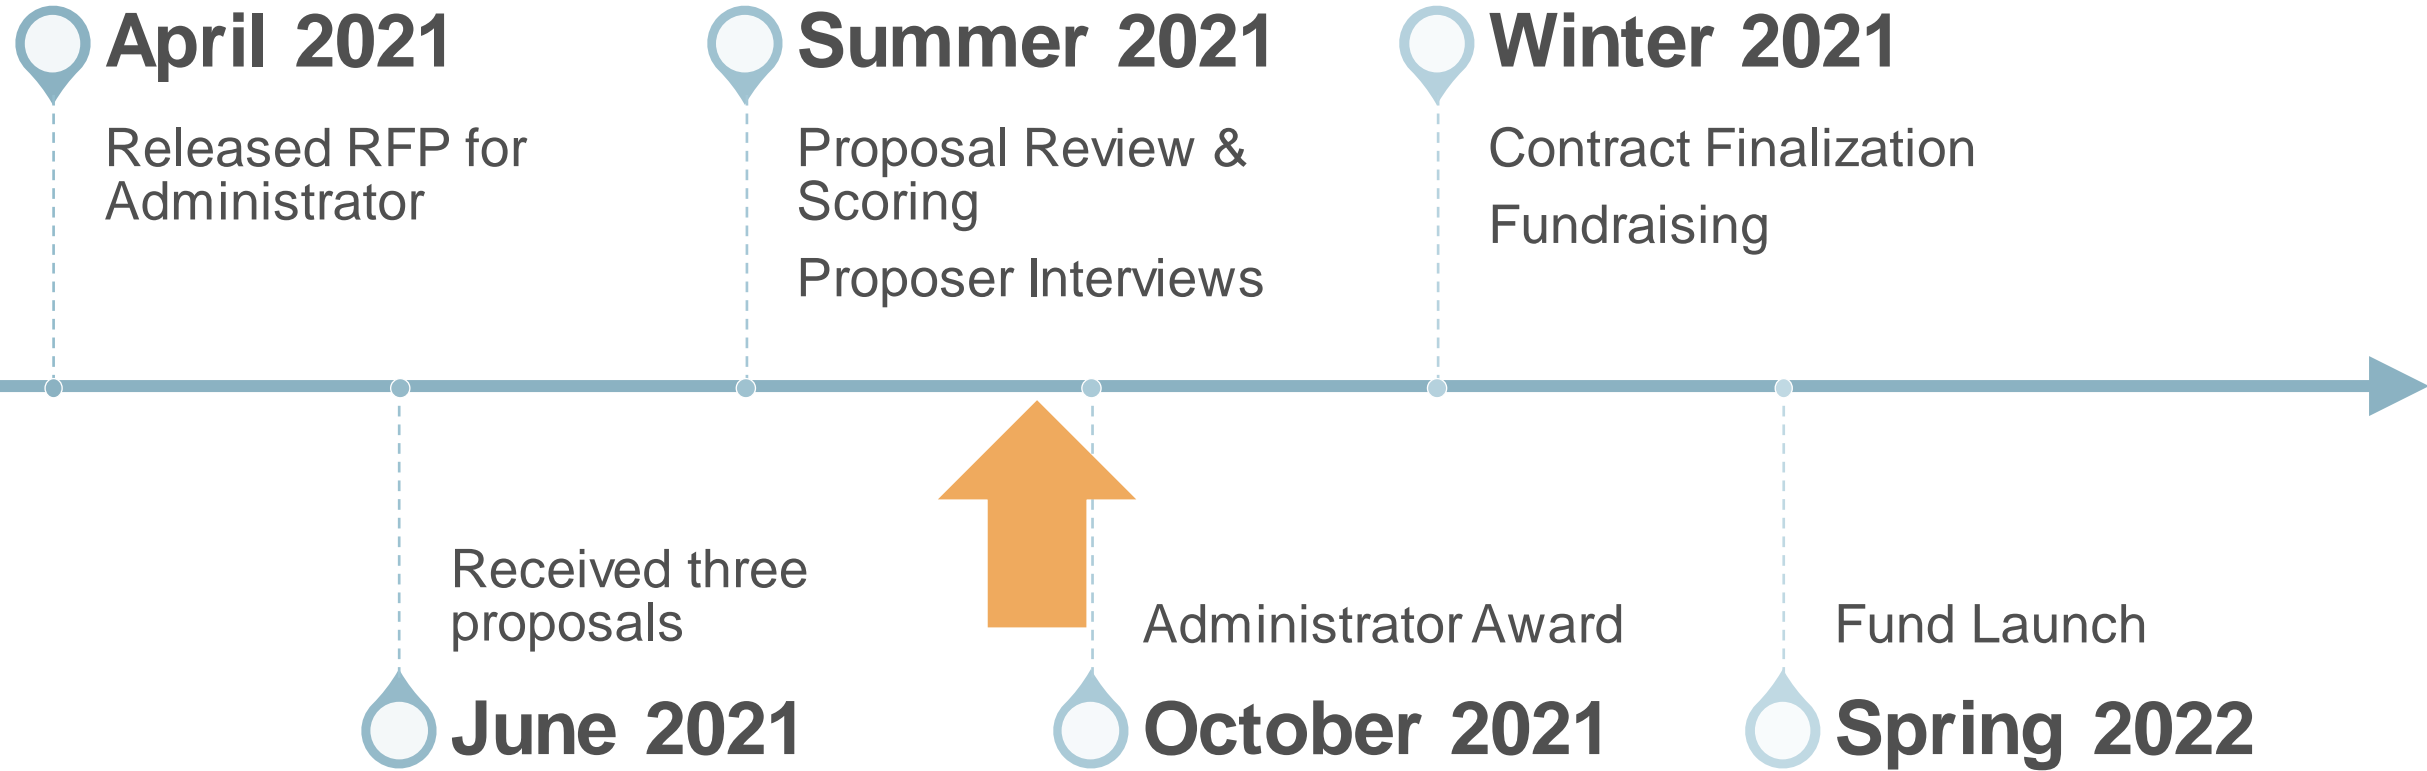 April 2021
Released RFP for
Administrator
Summer 2021
Proposal Review &
Scoring
Proposer Interviews
Winter 2021
Contract Finalization
Fundraising
Received three
proposals
June 2021
Administrator Award
October 2021
Fund Launch
Spring 2022